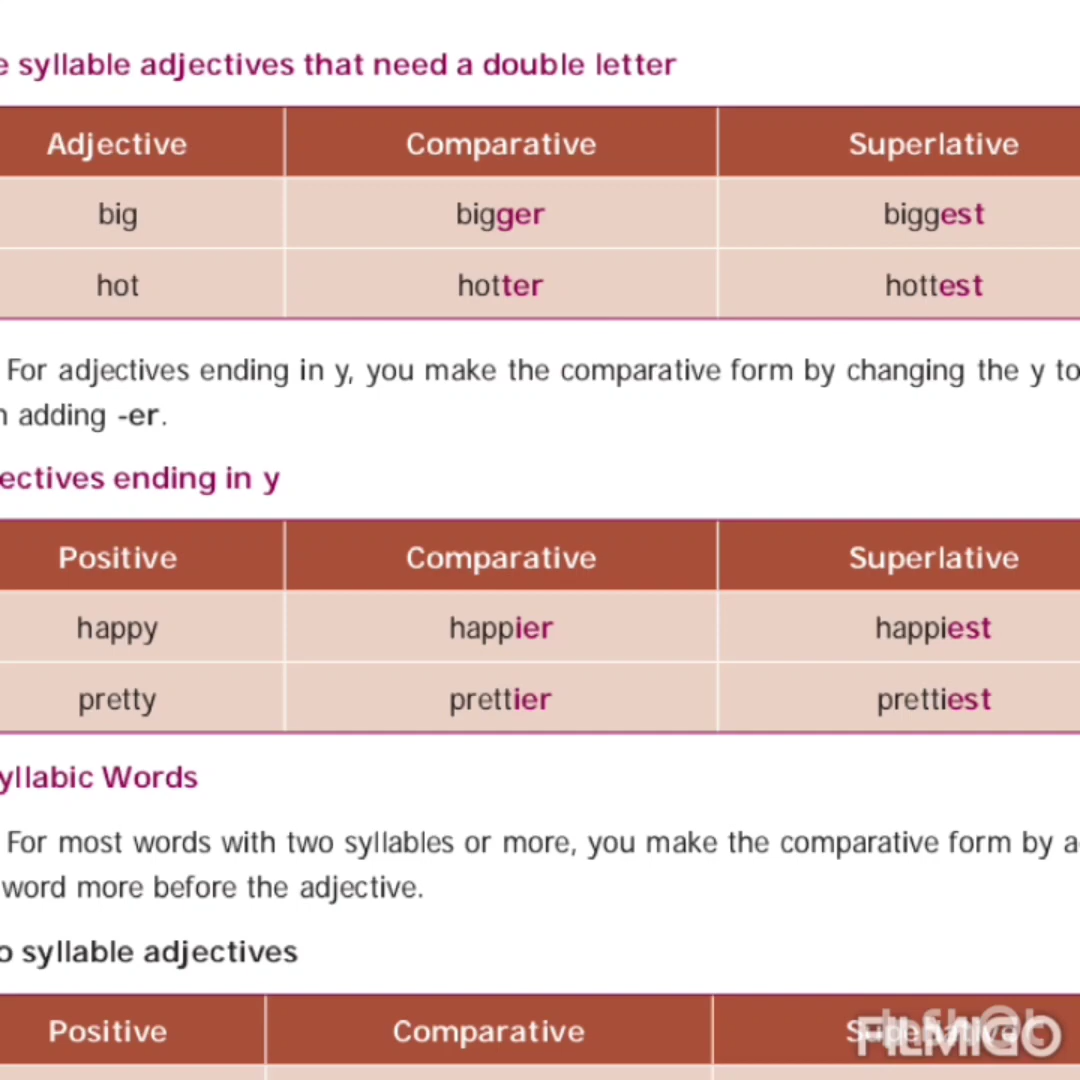 e syllable adjectives that need a double letter
Adjective Comparative Superlative
big bigger biggest
hot hotter hottest
For adjectives ending in y, you make the comparative form by changing the y to
n adding -er.
ectives ending in y
Positive Comparative Superlative
happy happier happiest
pretty prettier prettiest
yllabic Words
For most words with two syllables or more, you make the comparative form by a
word more before the adjective.
o syllable adjectives
Positive Comparative
FILMIGO